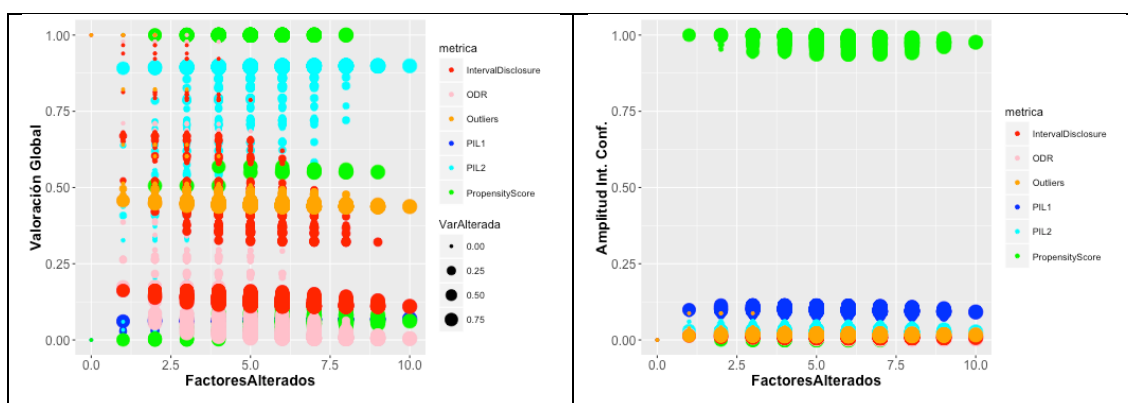 Valoración Global
1.00
0.75
0.50
0.25
0.00
0.0 2.5 5.0 7.5 10.0
FactoresAlterados
metrica
IntervalDisclosure
ODR
Outliers
PIL1
PIL2
PropensityScore
VarAlterada
0.00
0.25
0.50
0.75
Amplitud Int. Conf.
1.00
0.75
0.50
0.25
0.00
0.0 2.5 5.0 7.5 10.0
FactoresAlterados
metrica
IntervalDisclosure
ODR
Outliers
PIL1
PIL2
PropensityScore